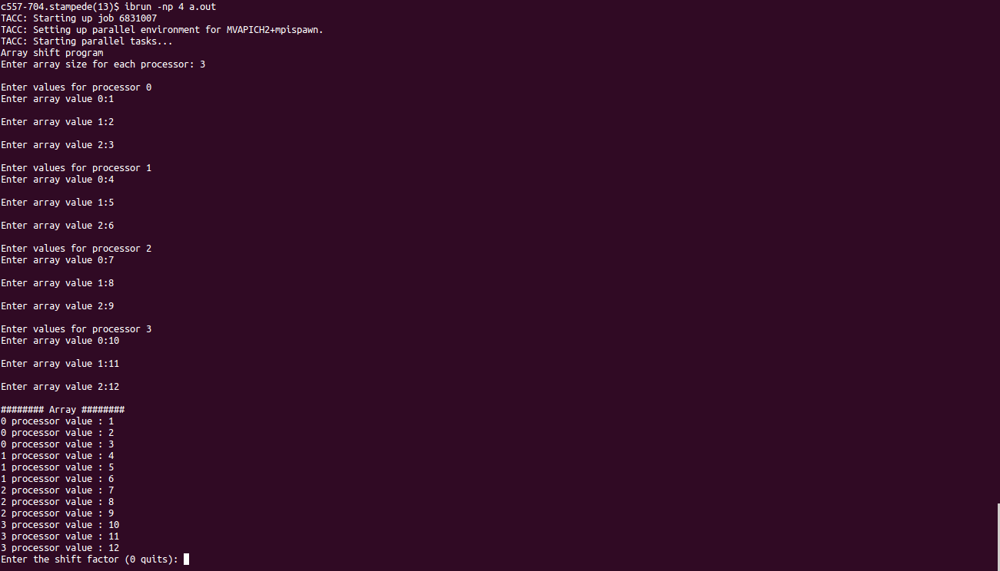 c557-704.stampede(13)$ ibrun -np 4 a.out
TACC: Starting up job 6831007
TACC: Setting up parallel environment for MVAPICH2+mpispawn.
TACC: Starting parallel tasks...
Array shift program
Enter array size for each processor: 3
Enter values for processor 0
Enter array value 0:1
Enter array value 1:2
Enter array value 2:3
Enter values for processor 1
Enter array value 0:4
Enter array value 1:5
Enter array value 2:6
Enter values for processor 2
Enter array value 0:7
Enter array value 1:8
Enter array value 2:9
Enter values for processor 3
Enter array value 0:10
Enter array value 1:11
Enter array value 2:12
######## Array ########
0 processor value : 1
0 processor value : 2
0 processor value : 3
1 processor value : 4
1 processor value : 5
1 processor value : 6
2 processor value : 7
2 processor value : 8
2 processor value : 9
3 processor value : 10
3 processor value : 11
3 processor value : 12
Enter the shift factor (0 quits):